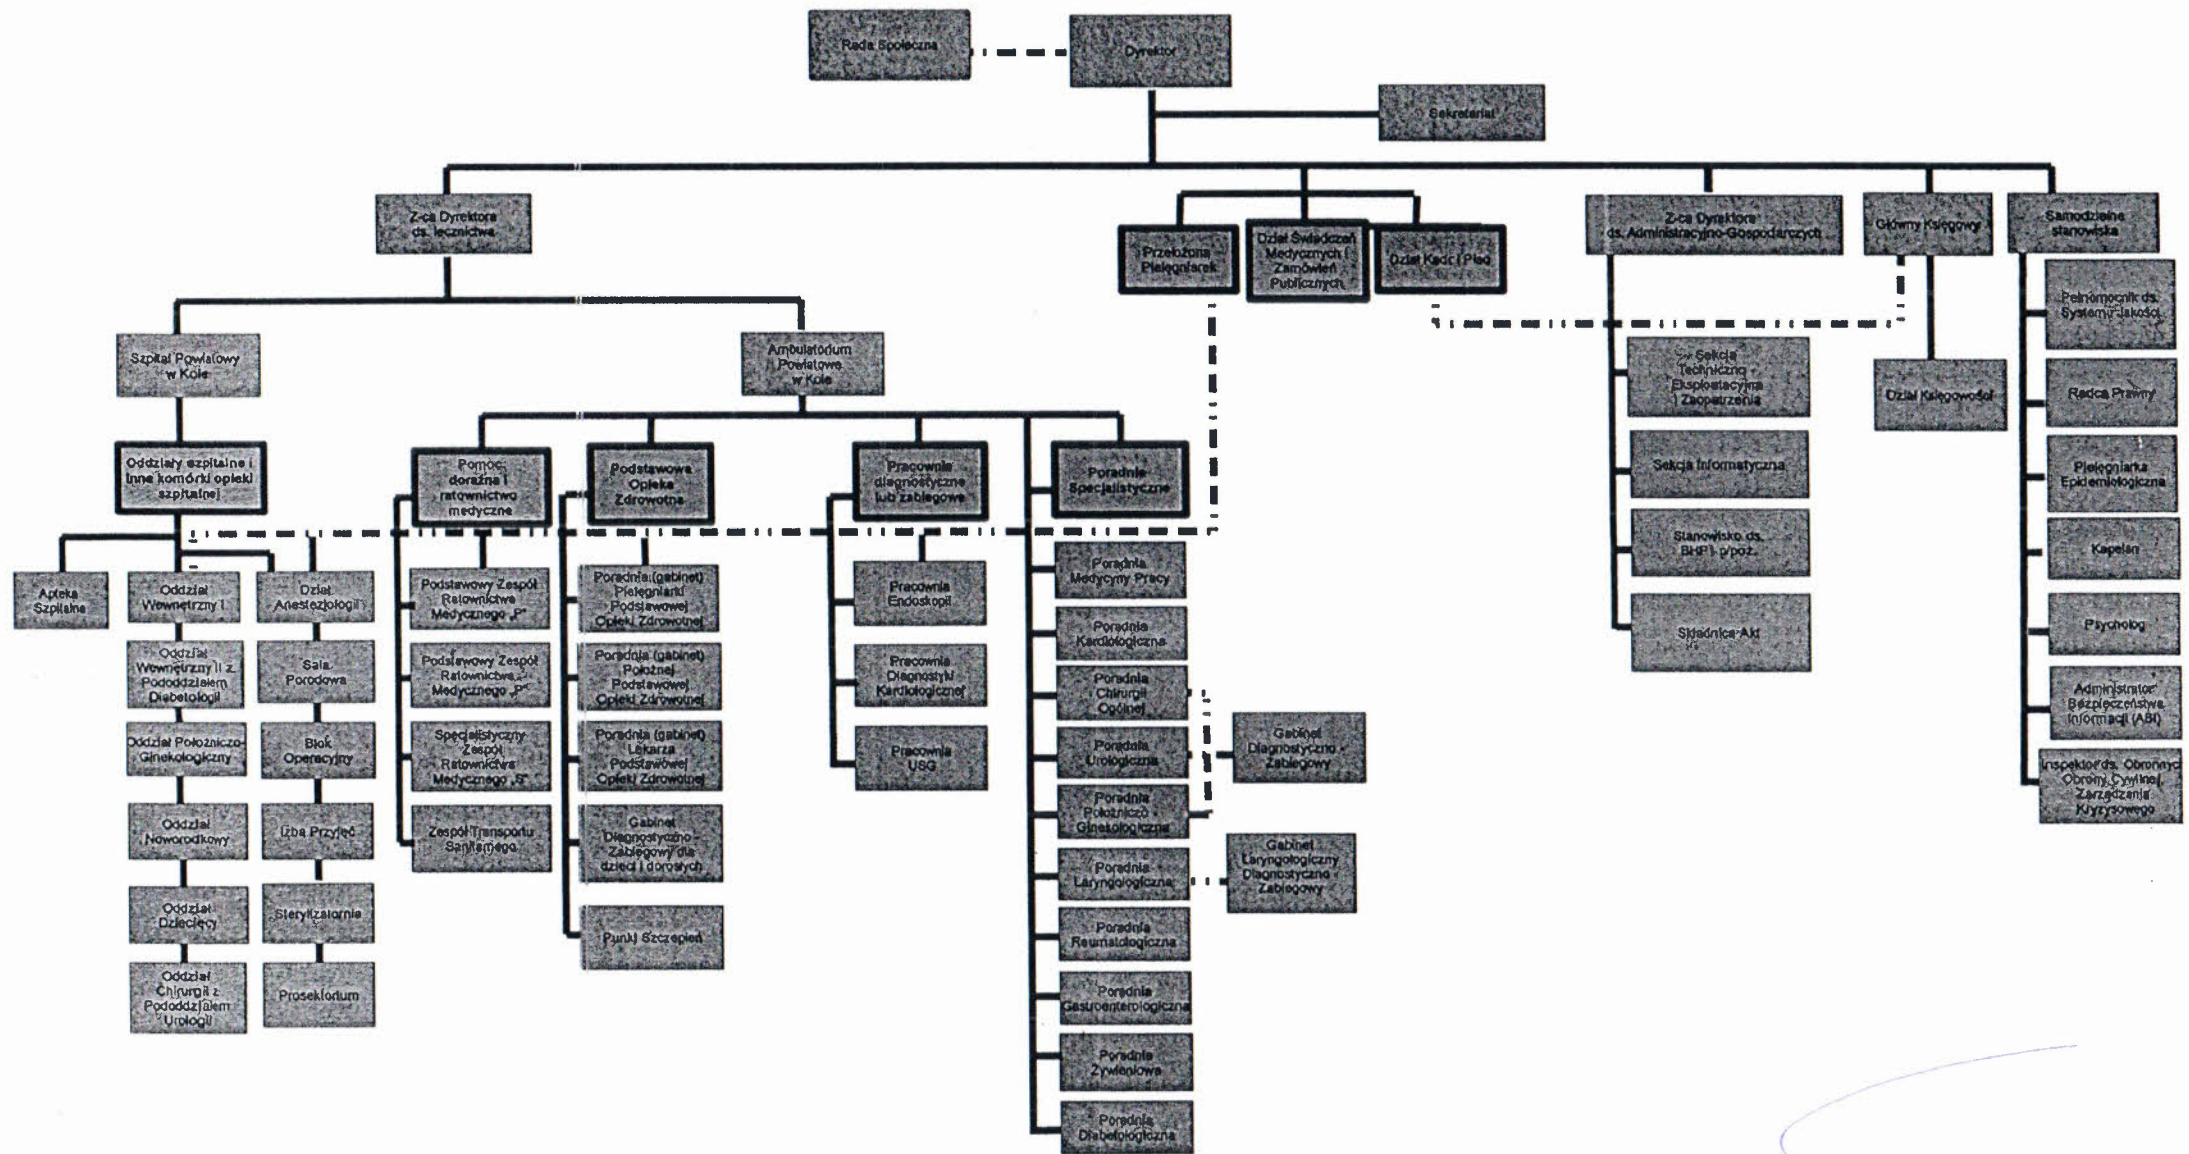 Rada Społeczna
Dyrektor
Sekretariat
Z-ca Dyrektora
ds. lecznictwa
Przełożona
Pielęgniarek
Dział Świadczeń
Medycznych i
Zamówień
Publicznych
Dział Kadr i Płac
Z-ca Dyrektora
ds. Administracyjno-Gospodarczych
Główny Księgowy
Samodzielne
stanowiska
Szpital Powiatowy
w Kole
Ambulatorium
Powiatowe
w Kole
Sekcja
Techniczno -
Eksploatacyjna
i Zaopatrzenia
Sekcja Informatyczna
Stanowisko ds.
BHP i p/poż.
Składnica Akt
Dział Księgowości
Pełnomocnik ds.
Systemu Jakości
Radca Prawny
Pielęgniarka
Epidemiologiczna
Kapelan
Psycholog
Administrator
Bezpieczeństwa
Informacji (ABI)
Inspektor ds. Obronnyc
Obrony Cywilnej,
Zarządzania
Kryzysowego
Oddziały szpitalne i
inne komórki opieki
szpitalnej
Pomoc
doraźna i
ratownictwo
medyczne
Podstawowa
Opieka
Zdrowotna
Pracownie
diagnostyczne
lub zabiegowe
Poradnie
Specjalistyczne
Apteka
Szpitalna
Oddział
Wewnętrzny I
Oddział
Wewnętrzny II z
Pododdziałem
Diabetologii
Oddział Położniczo-
Ginekologiczny
Oddział
Noworodkowy
Oddział
Dziecięcy
Oddział
Chirurgii z
Pododdziałem
Urologii
Dział
Anestezjologii
Sala
Porodowa
Blok
Operacyjny
Izba Przyjęć
Sterylizatornia
Prosektorium
Podstawowy Zespół
Ratownictwa
Medycznego „P”
Podstawowy Zespół
Ratownictwa
Medycznego „P”
Specjalistyczny
Zespół
Ratownictwa
Medycznego „S”
Zespół Transportu
Sanitarnego
Poradnia (gabinet)
Pielęgniarki
Podstawowej
Opieki Zdrowotnej
Poradnia (gabinet)
Położnej
Podstawowej
Opieki Zdrowotnej
Poradnia (gabinet)
Lekarza
Podstawowej
Opieki Zdrowotnej
Gabinet
Diagnostyczno -
Zabiegowy dla
dzieci i dorosłych
Punkt Szczepień
Pracownia
Endoskopii
Pracownia
Diagnostyki
Kardiologicznej
Pracownia
USG
Poradnia
Medycyny Pracy
Poradnia
Kardiologiczna
Poradnia
Chirurgii
Ogólnej
Poradnia
Urologiczna
Poradnia
Położniczo -
Ginekologiczna
Poradnia
Laryngologiczna
Poradnia
Reumatologiczna
Poradnia
Gastroenterologiczna
Poradnia
Żywieniowa
Poradnia
Diabetologiczna
Gabinet
Diagnostyczno -
Zabiegowy
Gabinet
Laryngologiczny
Diagnostyczno -
Zabiegowy